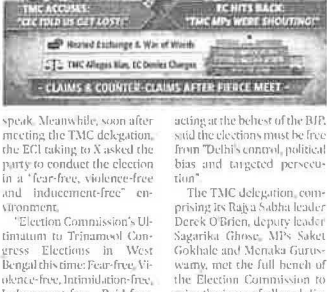 TMC ACCUSES:
"CEC TOLD US GET LOST!"
EC HITS BACK:
"TMC MPs WERE SHOUTING!"
Heated Exchange & War of Words
TMC Alleges Bias, EC Denies Charges
- CLAIMS & COUNTER-CLAIMS AFTER FIERCE MEET -
speak. Meanwhile, soon after
meeting the TMC delegation,
the ECI taking to X asked the
party to conduct the election
in a "fear-free, violence-free
and inducement-free" en-
vironment.
"Election Commission's Ul-
timatum to Trinamool Con-
gress Elections in West
Bengal this time: Fear-free, Vi-
olence-free, Intimidation-free,
acting at the behest of the BJP,
said the elections must be free
from "Delhi's control, political
bias and targeted persecu-
tion".
The TMC delegation, com-
prising its Rajya Sabha leader
Derek O'Brien, deputy leader
Sagarika Ghose, MPs Saket
Gokhale and Menaka Gurus-
wamy, met the full bench of
the Election Commission to